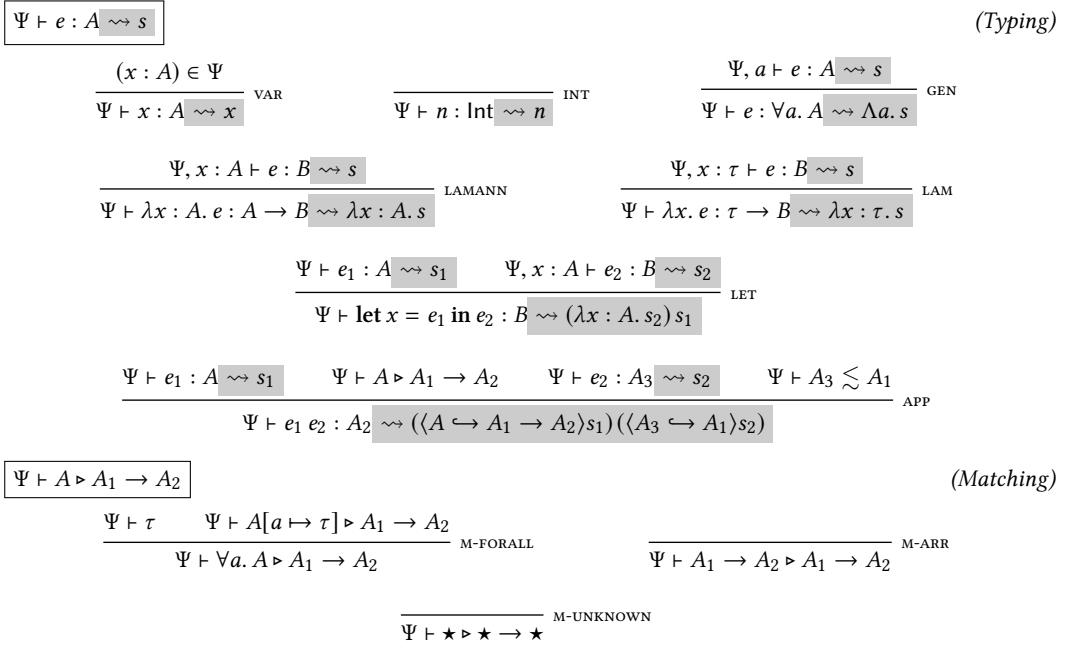 Ψ ⊢ e : A ⇝ s (Typing)
(x : A) ∈ Ψ
Ψ ⊢ x : A ⇝ x VAR
Ψ ⊢ n : Int ⇝ n INT
Ψ, a ⊢ e : A ⇝ s
Ψ ⊢ e : ∀a. A ⇝ Λa. s GEN
Ψ, x : A ⊢ e : B ⇝ s
Ψ ⊢ λx : A. e : A → B ⇝ λx : A. s LAMANN
Ψ, x : τ ⊢ e : B ⇝ s
Ψ ⊢ λx. e : τ → B ⇝ λx : τ. s LAM
Ψ ⊢ e₁ : A ⇝ s₁ Ψ, x : A ⊢ e₂ : B ⇝ s₂
Ψ ⊢ let x = e₁ in e₂ : B ⇝ (λx : A. s₂) s₁ LET
Ψ ⊢ e₁ : A ⇝ s₁ Ψ ⊢ A ▹ A₁ → A₂ Ψ ⊢ e₂ : A₃ ⇝ s₂ Ψ ⊢ A₃ ≲ A₁
Ψ ⊢ e₁ e₂ : A₂ ⇝ (⟨A ↪ A₁ → A₂⟩s₁) (⟨A₃ ↪ A₁⟩s₂) APP
Ψ ⊢ A ▹ A₁ → A₂ (Matching)
Ψ ⊢ τ Ψ ⊢ A[a ↦ τ] ▹ A₁ → A₂
Ψ ⊢ ∀a. A ▹ A₁ → A₂ M-FORALL
Ψ ⊢ A₁ → A₂ ▹ A₁ → A₂ M-ARR
Ψ ⊢ ★ ▹ ★ → ★ M-UNKNOWN